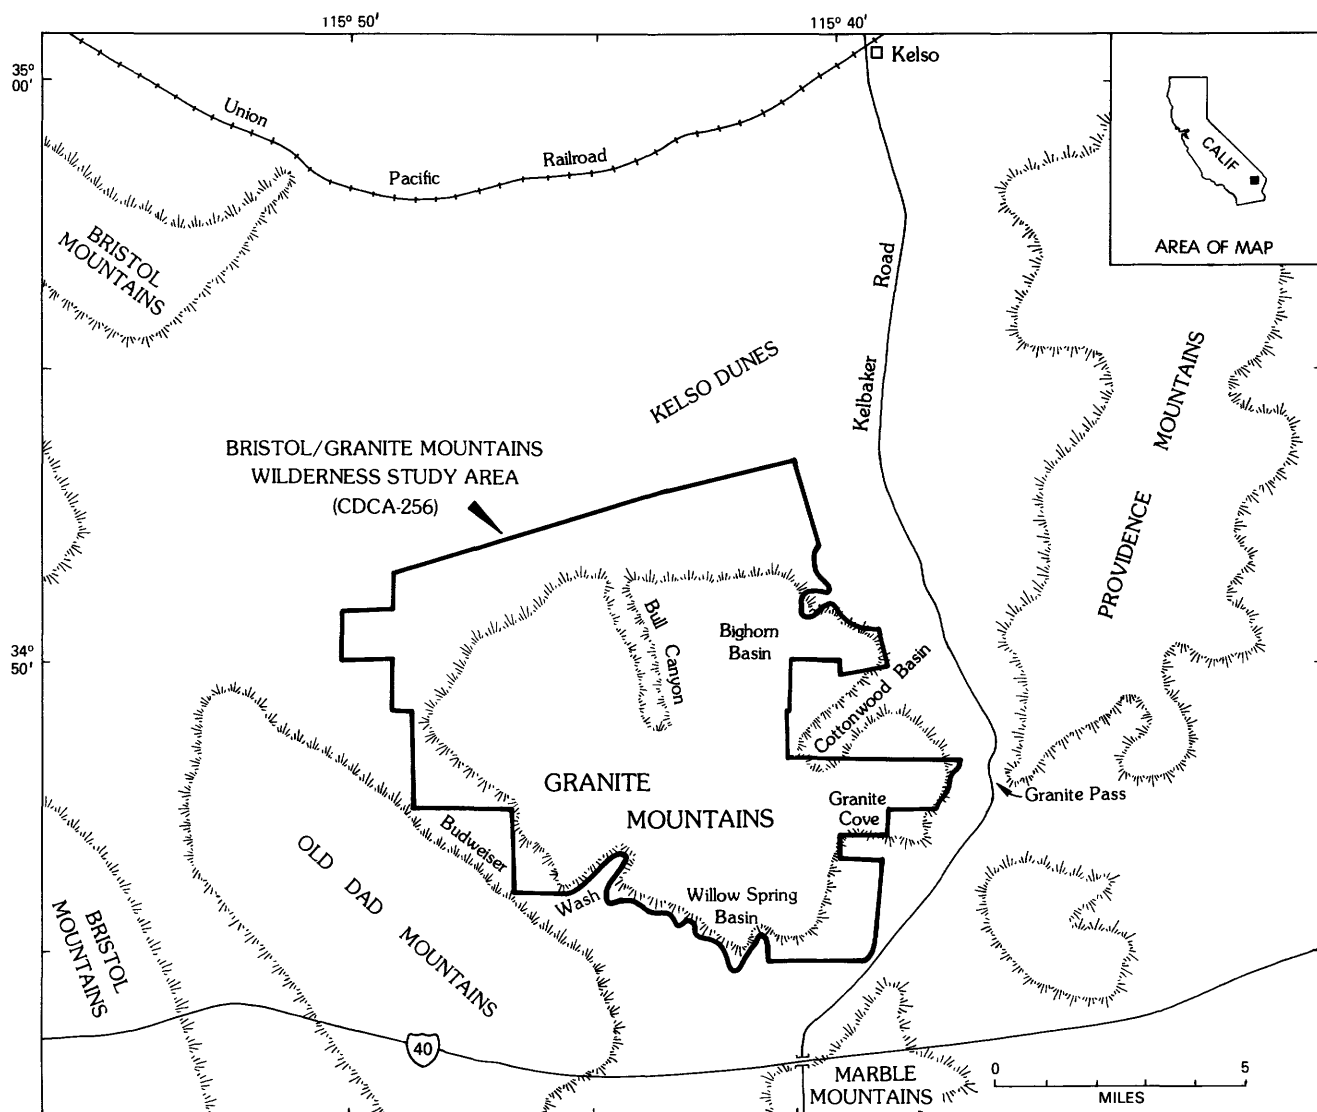 115° 50'
115° 40'
35°
00'
Kelso
Union
Pacific
Railroad
CALIF
AREA OF MAP
BRISTOL
MOUNTAINS
Kelbaker Road
KELSO DUNES
PROVIDENCE MOUNTAINS
BRISTOL/GRANITE MOUNTAINS
WILDERNESS STUDY AREA
(CDCA-256)
34°
50'
Bull Canyon
Bighorn
Basin
Cottonwood Basin
GRANITE
MOUNTAINS
Granite
Cove
Granite Pass
Budweiser
Wash
Willow Spring
Basin
OLD DAD MOUNTAINS
BRISTOL
MOUNTAINS
40
MARBLE
MOUNTAINS
0 5
MILES